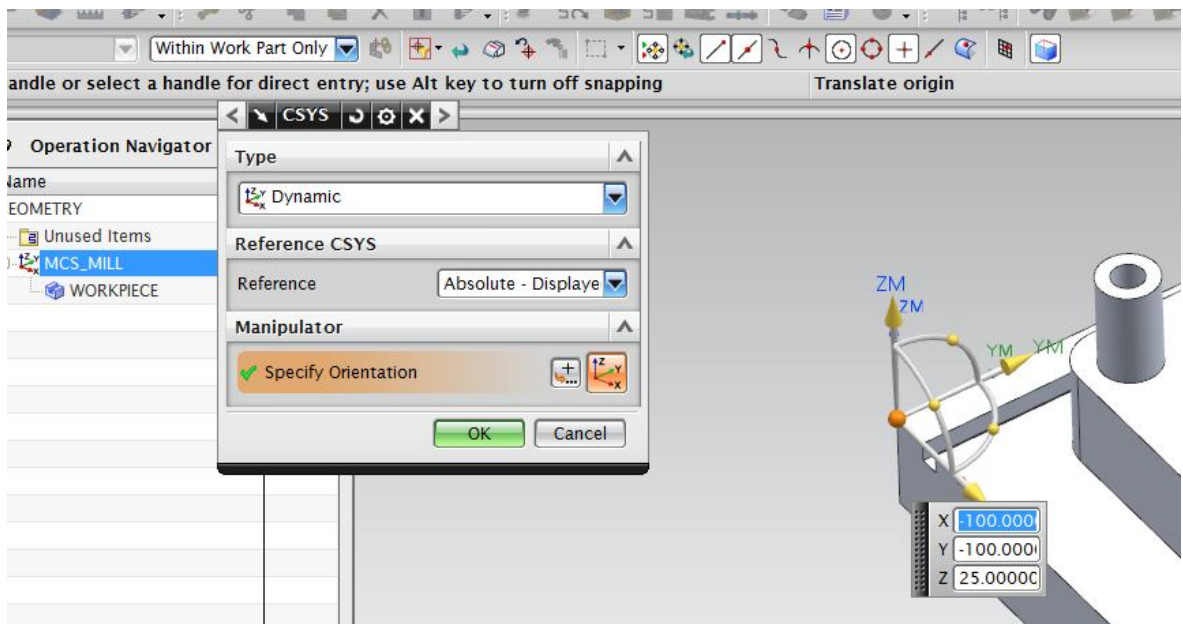 Within Work Part Only
andle or select a handle for direct entry; use Alt key to turn off snapping
Translate origin
CSYS
Operation Navigator
Name
EOMETRY
Unused Items
MCS_MILL
WORKPIECE
Type
Dynamic
Reference CSYS
Reference
Absolute - Displaye
Manipulator
Specify Orientation
OK
Cancel
ZM
ZM
YM
YM
X -100.000
Y -100.000
Z 25.00000